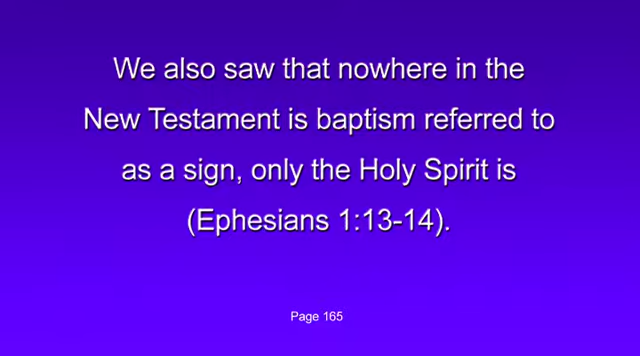 We also saw that nowhere in the
New Testament is baptism referred to
as a sign, only the Holy Spirit is
(Ephesians 1:13-14).
Page 165